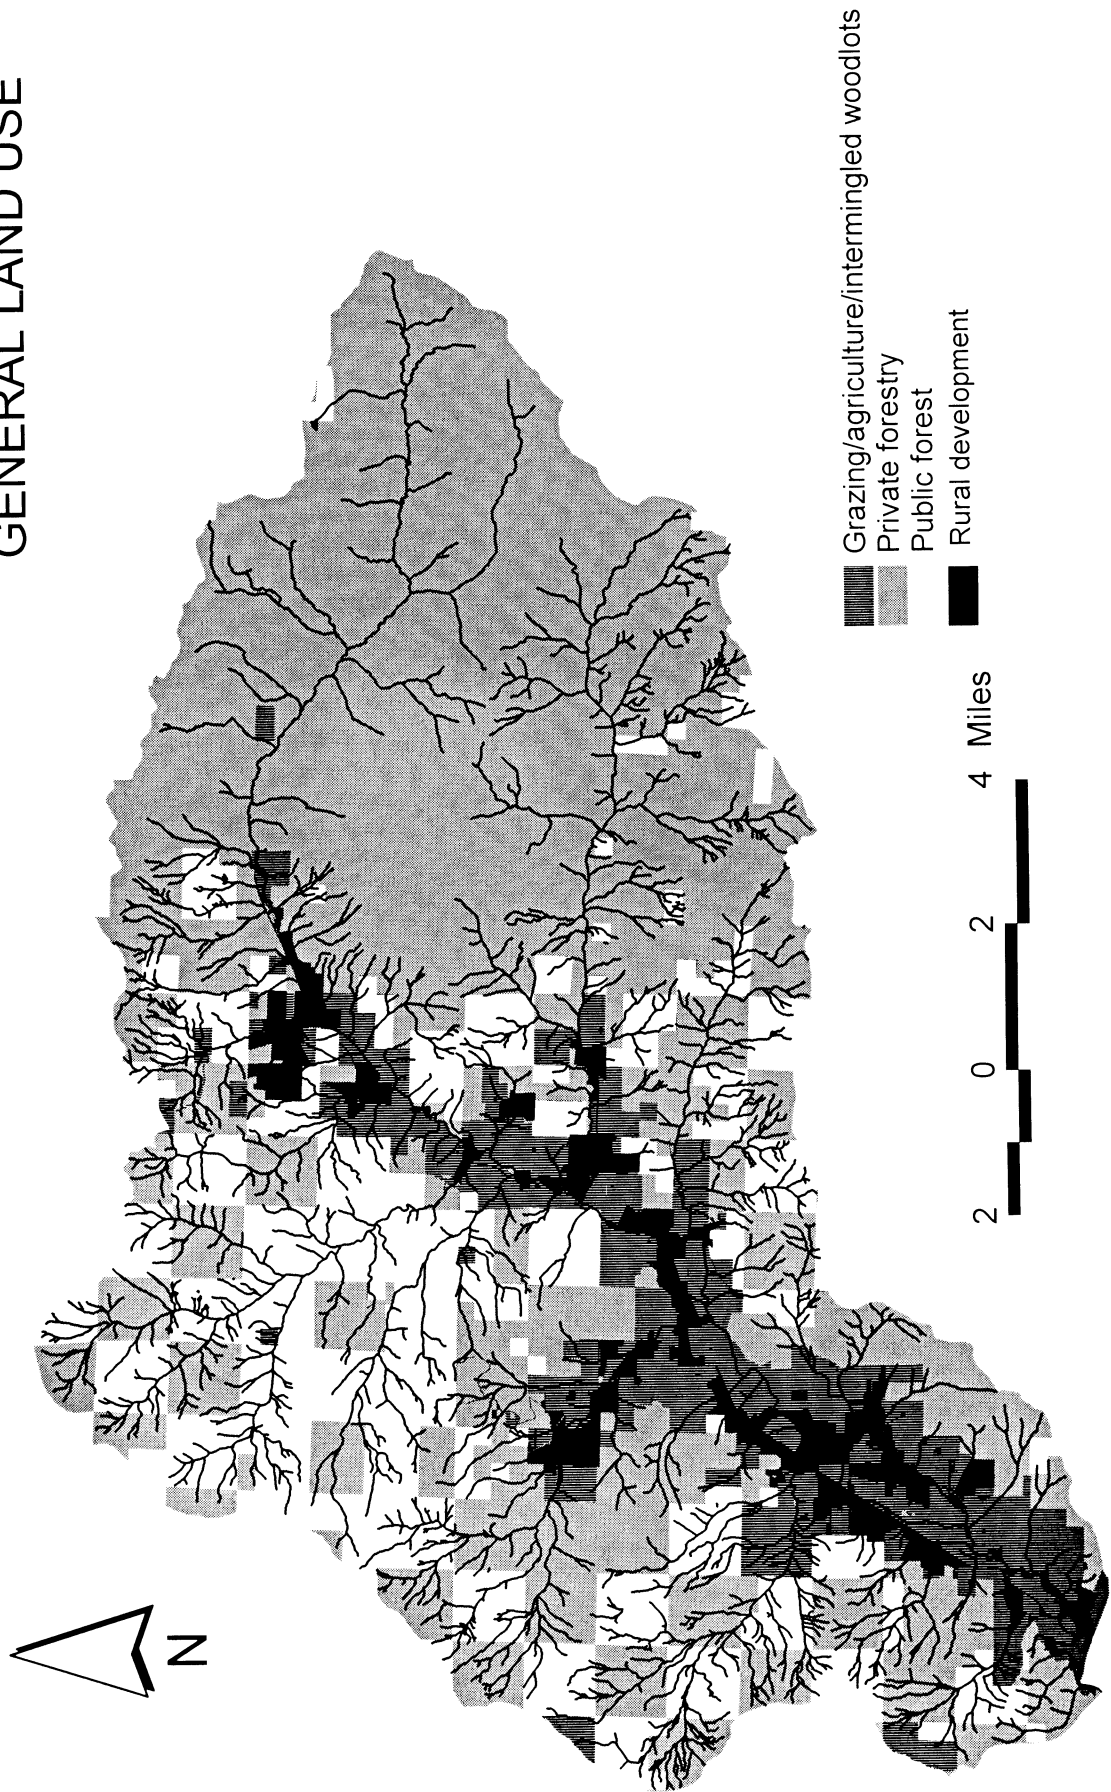 GENERAL LAND USE
Grazing/agriculture/intermingled woodlots
Private forestry
Public forest
Rural development
2 0 2 4 Miles
N